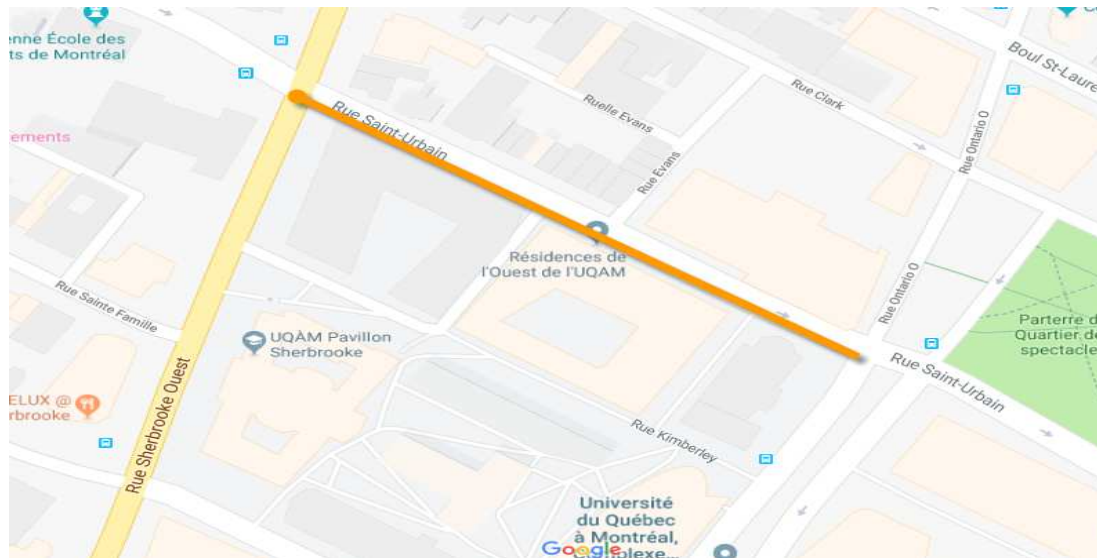 enne École des
ts de Montréal
ements
Rue Saint-Urbain
Ruelle Evans
Rue Evans
Rue Clark
Boul St-Laure
Rue Ontario O
Résidences de
l'Ouest de l'UQAM
Rue Ontario O
Parterre d
Quartier de
spectacle
Rue Sainte Famille
UQÀM Pavillon
Sherbrooke
ELUX @
rbrooke
Rue Sherbrooke Ouest
Rue Saint-Urbain
Rue Kimberley
Université
du Québec
à Montréal,
Google